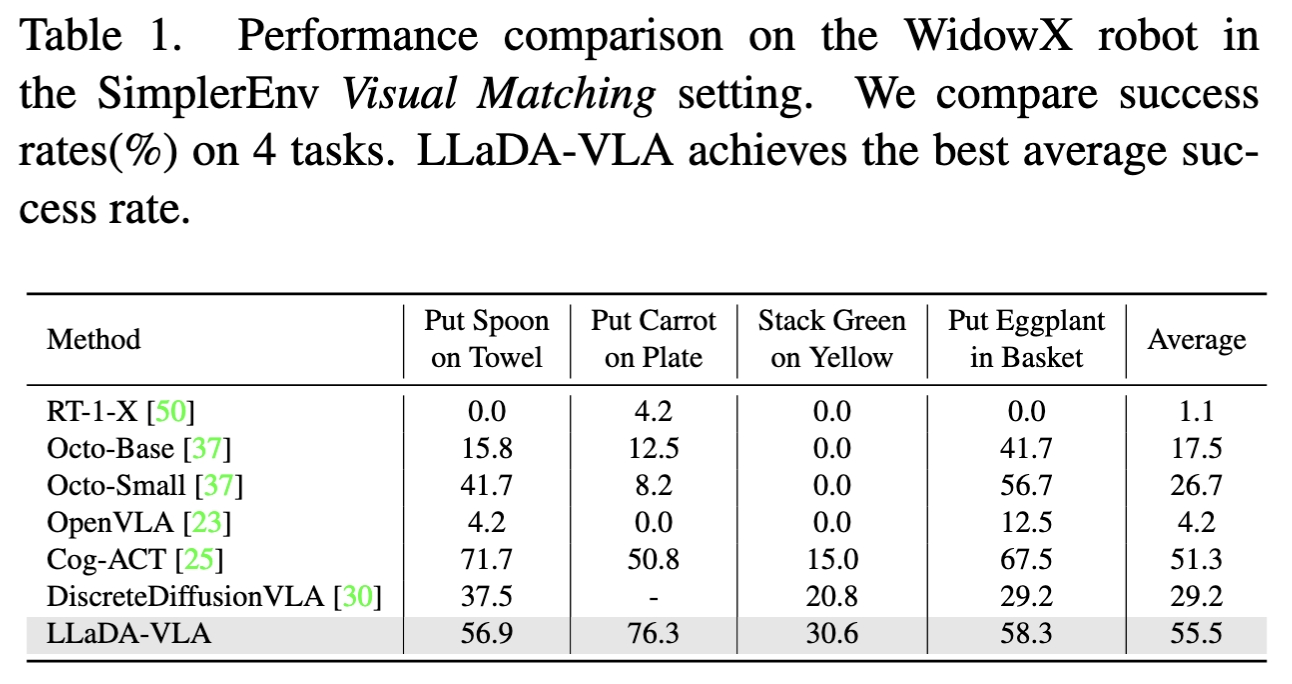 Table 1. Performance comparison on the WidowX robot in
the SimplerEnv Visual Matching setting. We compare success
rates(%) on 4 tasks. LLaDA-VLA achieves the best average suc-
cess rate.
Method | Put Spoon on Towel | Put Carrot on Plate | Stack Green on Yellow | Put Eggplant in Basket | Average
RT-1-X [50] | 0.0 | 4.2 | 0.0 | 0.0 | 1.1
Octo-Base [37] | 15.8 | 12.5 | 0.0 | 41.7 | 17.5
Octo-Small [37] | 41.7 | 8.2 | 0.0 | 56.7 | 26.7
OpenVLA [23] | 4.2 | 0.0 | 0.0 | 12.5 | 4.2
Cog-ACT [25] | 71.7 | 50.8 | 15.0 | 67.5 | 51.3
DiscreteDiffusionVLA [30] | 37.5 | - | 20.8 | 29.2 | 29.2
LLaDA-VLA | 56.9 | 76.3 | 30.6 | 58.3 | 55.5